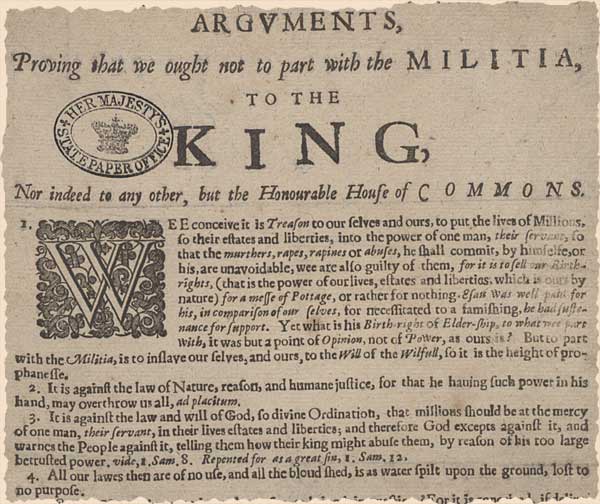 ARGVMENTS,
Proving that we ought not to part with the MILITIA,
TO THE
HER MAJESTY'S
STATE PAPER OFFICE
KING,
Nor indeed to any other, but the Honourable House of COMMONS.
1. WEE conceive it is Treason to our selves and ours, to put the lives of Millions,
so their estates and liberties, into the power of one man, their servant, so
that the murthers, rapes, rapines or abuses, he shall commit, by himselfe, or
his, are unavoidable, wee are also guilty of them, for it is to sell our Birth-
rights, (that is the power of our lives, estates and liberties. which is ours by
nature) for a messe of Pottage, or rather for nothing. Esau was well paid for
his, in comparison of our selves, for necessitated to a famishing, he had suste-
nance for support. Yet what is his Birth-right of Elder-ship, to what wee part
with, it was but a point of Opinion, not of Power, as ours is? But to part
with the Militia, is to inslave our selves, and ours, to the Will of the Wilfull, so it is the height of pro-
phanesse.
2. It is against the law of Nature, reason, and humane justice, for that he having such power in his
hand, may overthrow us all, ad placitum.
3. It is against the law and will of God, so divine Ordination, that millions should be at the mercy
of one man, their servant, in their lives estates and liberties; and therefore God excepts against it, and
warnes the People against it, telling them how their king might abuse them, by reason of his too large
betrusted power. vide, 1. Sam. 8. Repented for as a great sin, 1. Sam. 12.
4. All our lawes then are of no use, and all the bloud shed, is as water spilt upon the ground, lost to
no purpose.